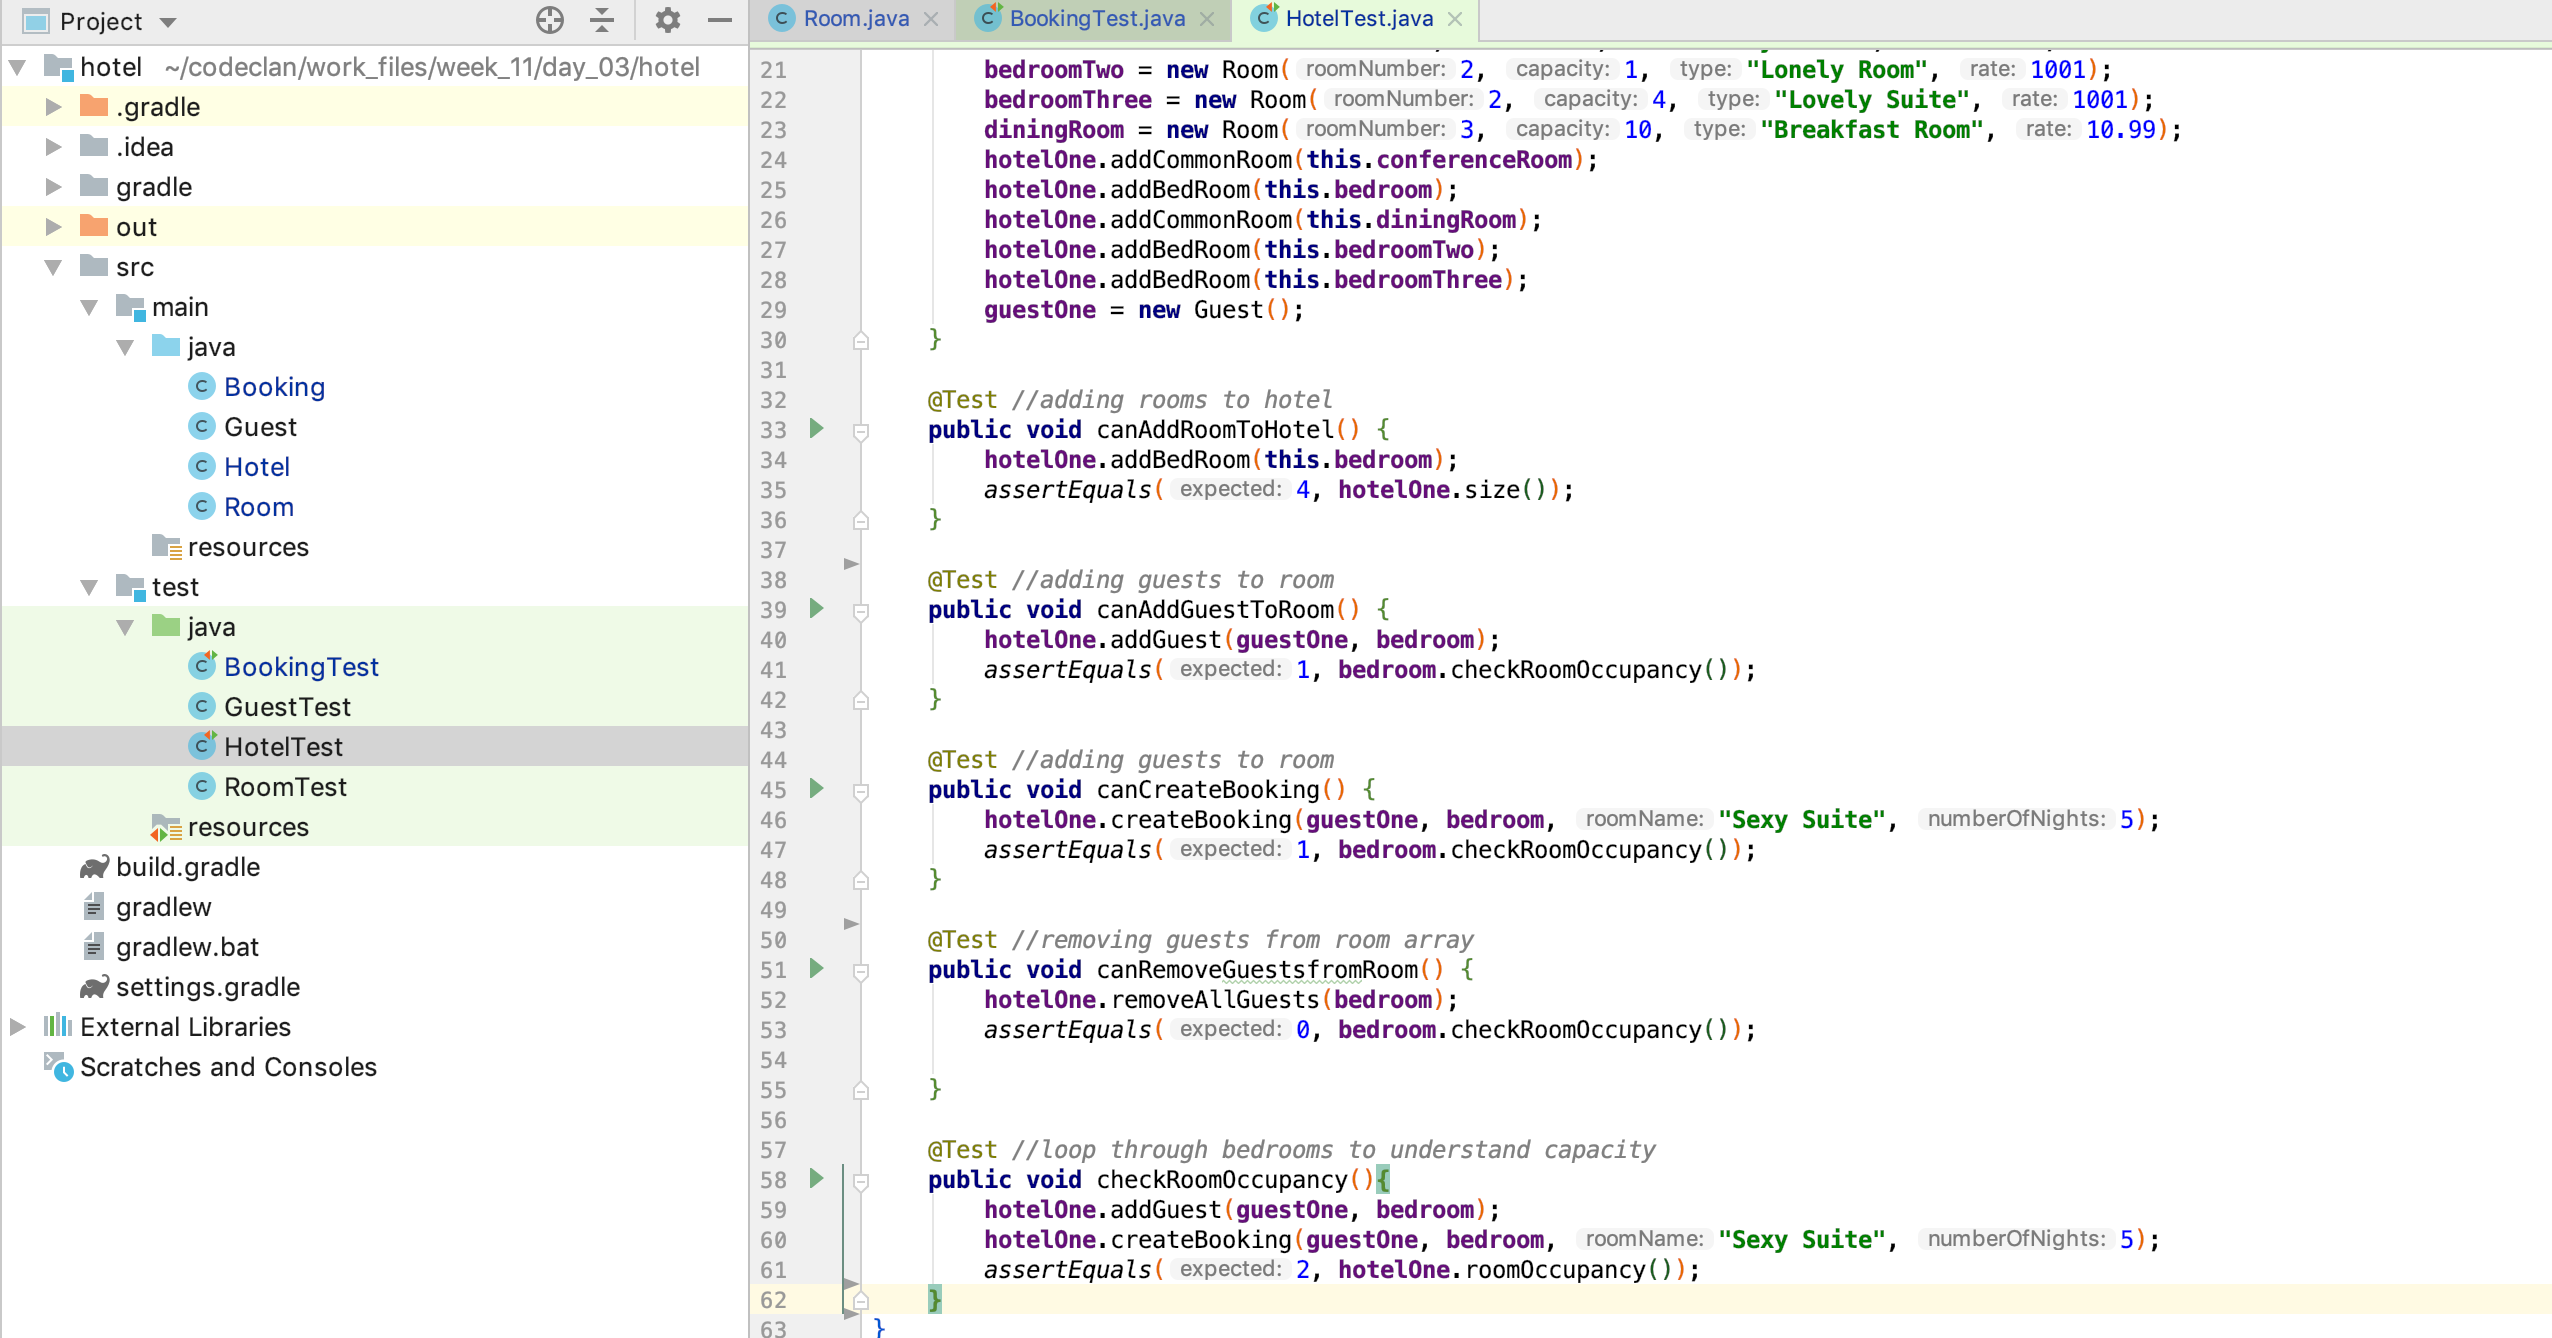 Project
hotel ~/codeclan/work_files/week_11/day_03/hotel
.gradle
.idea
gradle
out
src
main
java
Booking
Guest
Hotel
Room
resources
test
java
BookingTest
GuestTest
HotelTest
RoomTest
resources
build.gradle
gradlew
gradlew.bat
settings.gradle
External Libraries
Scratches and Consoles
Room.java BookingTest.java HotelTest.java
21 bedroomTwo = new Room( roomNumber: 2, capacity: 1, type: "Lonely Room", rate: 1001);
22 bedroomThree = new Room( roomNumber: 2, capacity: 4, type: "Lovely Suite", rate: 1001);
23 diningRoom = new Room( roomNumber: 3, capacity: 10, type: "Breakfast Room", rate: 10.99);
24 hotelOne.addCommonRoom(this.conferenceRoom);
25 hotelOne.addBedRoom(this.bedroom);
26 hotelOne.addCommonRoom(this.diningRoom);
27 hotelOne.addBedRoom(this.bedroomTwo);
28 hotelOne.addBedRoom(this.bedroomThree);
29 guestOne = new Guest();
30 }
31
32 @Test //adding rooms to hotel
33 public void canAddRoomToHotel() {
34 hotelOne.addBedRoom(this.bedroom);
35 assertEquals( expected: 4, hotelOne.size());
36 }
37
38 @Test //adding guests to room
39 public void canAddGuestToRoom() {
40 hotelOne.addGuest(guestOne, bedroom);
41 assertEquals( expected: 1, bedroom.checkRoomOccupancy());
42 }
43
44 @Test //adding guests to room
45 public void canCreateBooking() {
46 hotelOne.createBooking(guestOne, bedroom, roomName: "Sexy Suite", numberOfNights: 5);
47 assertEquals( expected: 1, bedroom.checkRoomOccupancy());
48 }
49
50 @Test //removing guests from room array
51 public void canRemoveGuestsfromRoom() {
52 hotelOne.removeAllGuests(bedroom);
53 assertEquals( expected: 0, bedroom.checkRoomOccupancy());
54
55 }
56
57 @Test //loop through bedrooms to understand capacity
58 public void checkRoomOccupancy(){
59 hotelOne.addGuest(guestOne, bedroom);
60 hotelOne.createBooking(guestOne, bedroom, roomName: "Sexy Suite", numberOfNights: 5);
61 assertEquals( expected: 2, hotelOne.roomOccupancy());
62 }
63 }